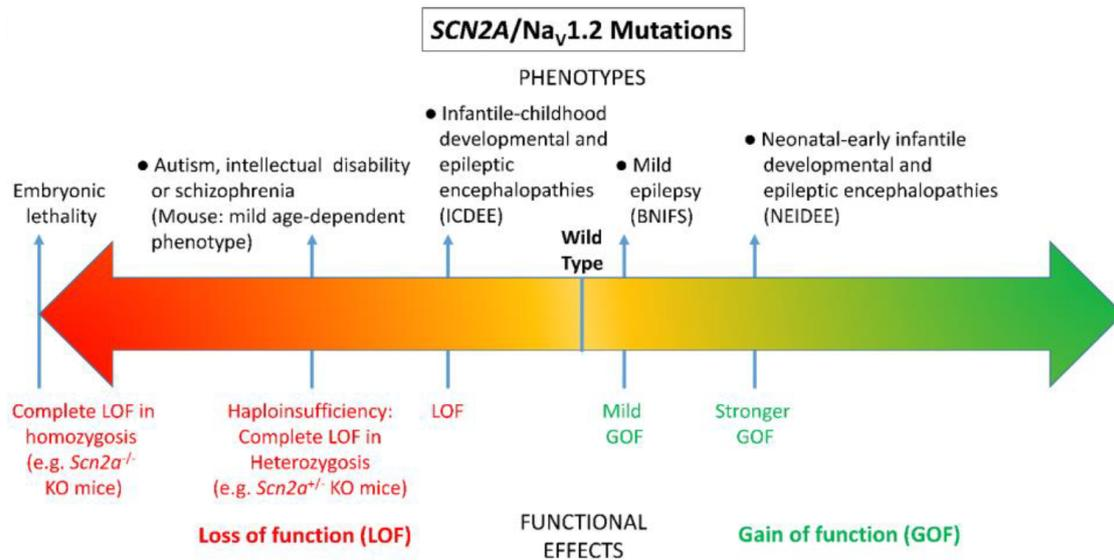 SCN2A/NaV1.2 Mutations
PHENOTYPES
Embryonic
lethality
● Autism, intellectual disability
or schizophrenia
(Mouse: mild age-dependent
phenotype)
● Infantile-childhood
developmental and
epileptic
encephalopathies
(ICDEE)
Wild
Type
● Mild
epilepsy
(BNIFS)
● Neonatal-early infantile
developmental and
epileptic encephalopathies
(NEIDEE)
Complete LOF in
homozygosis
(e.g. Scn2a-/-
KO mice)
Haploinsufficiency:
Complete LOF in
Heterozygosis
(e.g. Scn2a+/- KO mice)
LOF
Mild
GOF
Stronger
GOF
Loss of function (LOF)
FUNCTIONAL
EFFECTS
Gain of function (GOF)